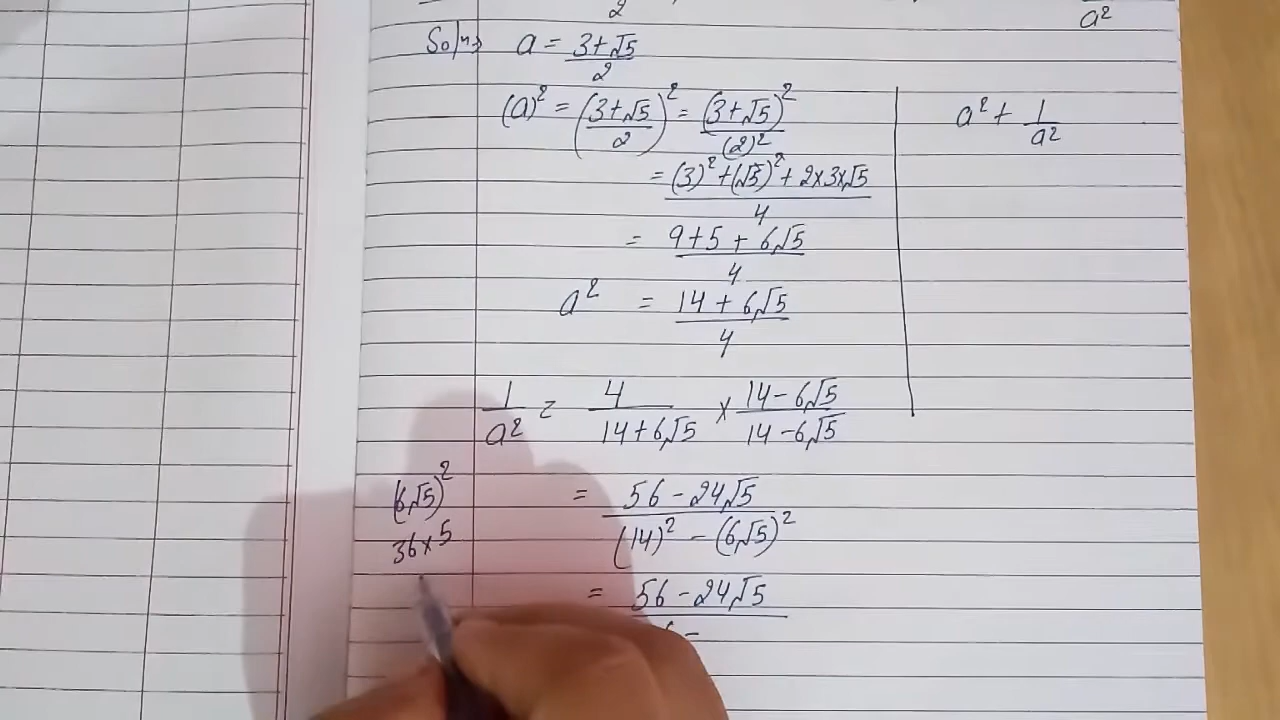 2
a²
Soln → a = (3+√5)/2
(a)² = ((3+√5)/2)² = (3+√5)²/(2)²
= ((3)²+(√5)²+2×3×√5)/4
= (9+5+6√5)/4
a² = (14+6√5)/4
1/a² = 4/(14+6√5) × (14-6√5)/(14-6√5)
= (56-24√5)/((14)²-(6√5)²)
= (56-24√5)/
(6√5)²
36×5
a² + 1/a²